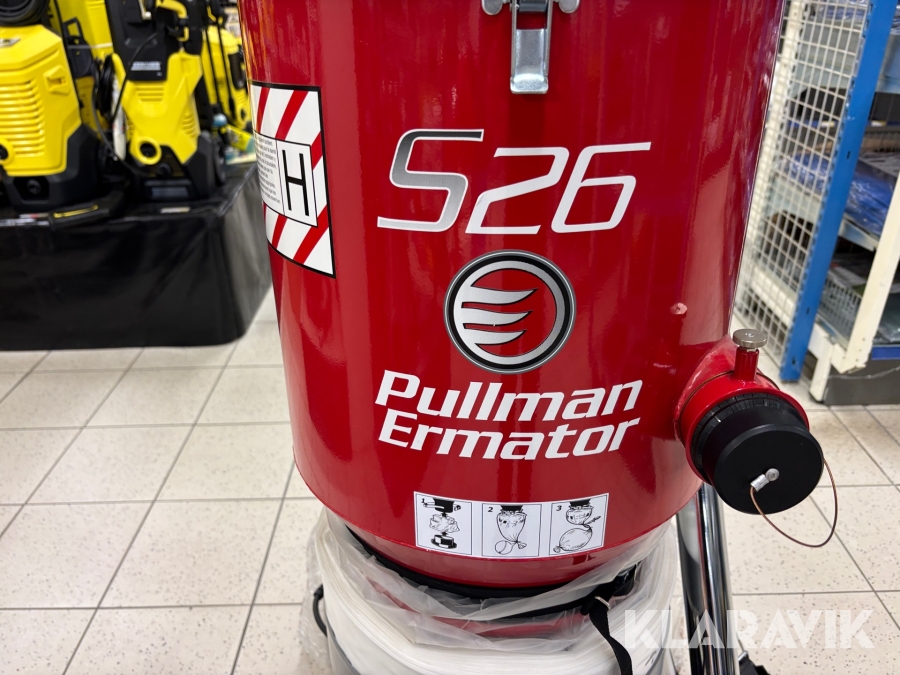 H
S26
Pullman
Ermator
1
2
3
KLARAVIK